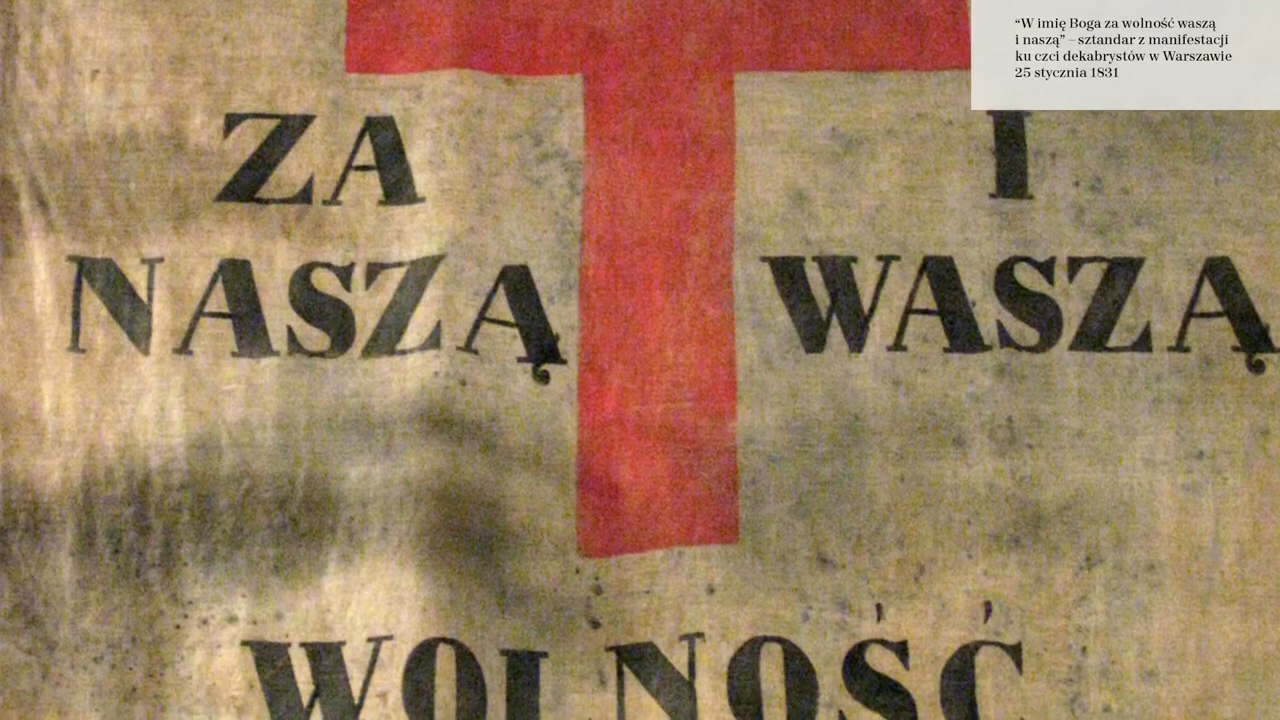 “W imię Boga za wolność waszą
i naszą” – sztandar z manifestacji
ku czci dekabrystów w Warszawie
25 stycznia 1831
ZA I
NASZĄ WASZĄ
WOLNOŚĆ